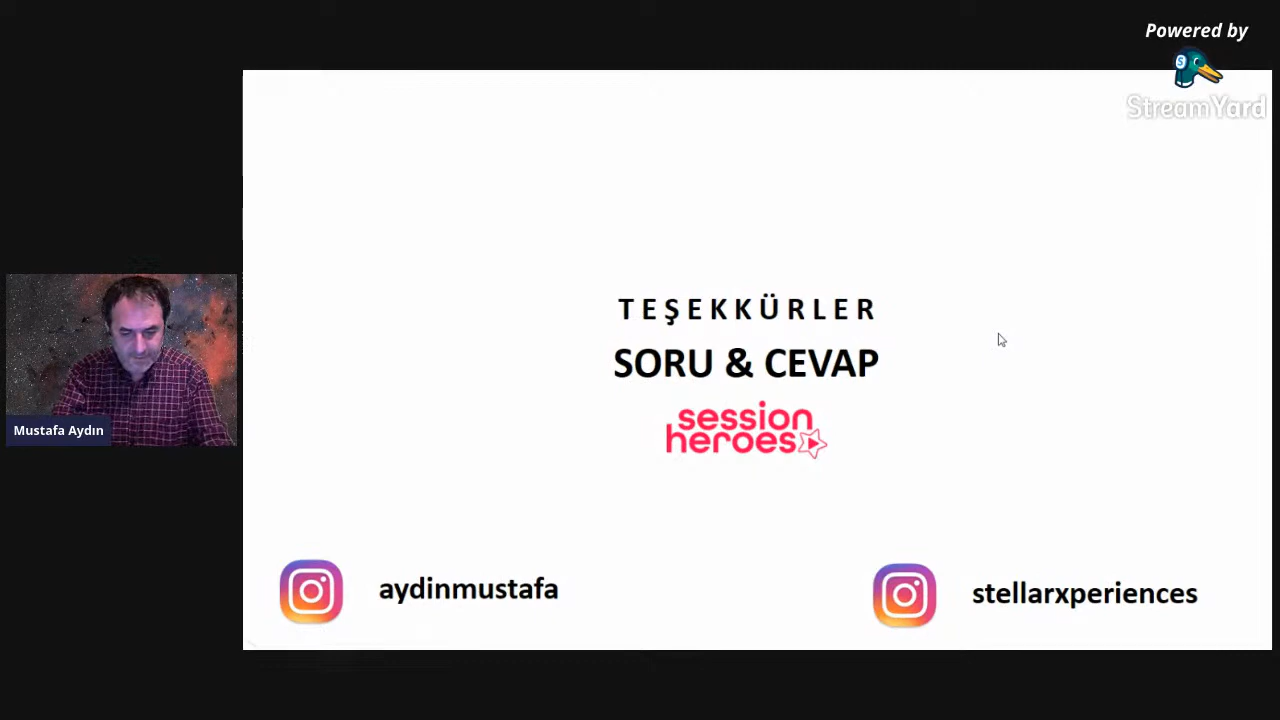 Powered by
StreamYard
TEŞEKKÜRLER
SORU & CEVAP
session
heroes
Mustafa Aydın
aydinmustafa
stellarxperiences